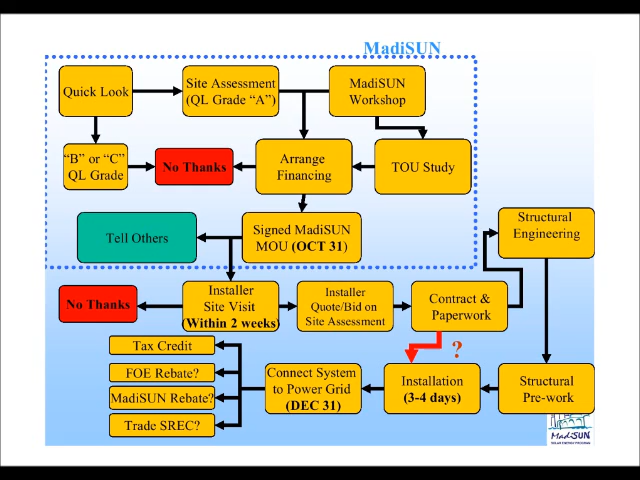 MadiSUN
Quick Look
Site Assessment
(QL Grade “A”)
MadiSUN
Workshop
“B” or “C”
QL Grade
No Thanks
Arrange
Financing
TOU Study
Tell Others
Signed MadiSUN
MOU (OCT 31)
Structural
Engineering
No Thanks
Installer
Site Visit
(Within 2 weeks)
Installer
Quote/Bid on
Site Assessment
Contract &
Paperwork
?
Tax Credit
FOE Rebate?
MadiSUN Rebate?
Trade SREC?
Connect System
to Power Grid
(DEC 31)
Installation
(3-4 days)
Structural
Pre-work
MadiSUN
SOLAR ENERGY PROGRAM